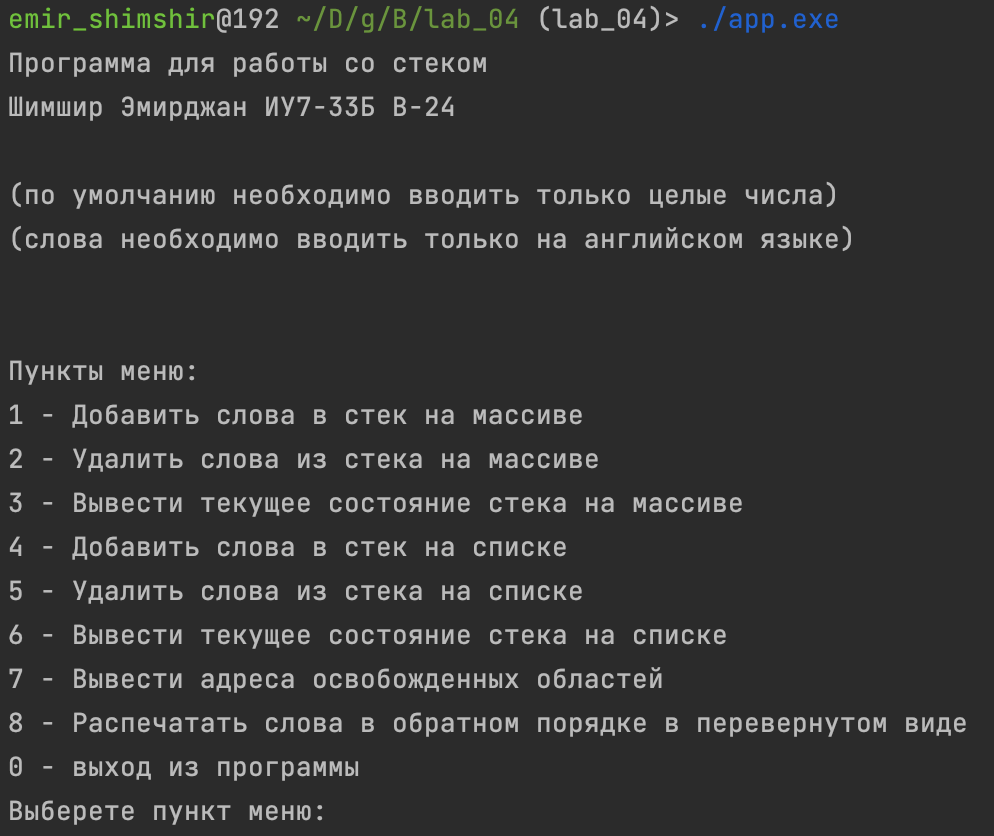 emir_shimshir@192 ~/D/g/B/lab_04 (lab_04)> ./app.exe
Программа для работы со стеком
Шимшир Эмирджан ИУ7-33Б В-24
(по умолчанию необходимо вводить только целые числа)
(слова необходимо вводить только на английском языке)
Пункты меню:
1 - Добавить слова в стек на массиве
2 - Удалить слова из стека на массиве
3 - Вывести текущее состояние стека на массиве
4 - Добавить слова в стек на списке
5 - Удалить слова из стека на списке
6 - Вывести текущее состояние стека на списке
7 - Вывести адреса освобожденных областей
8 - Распечатать слова в обратном порядке в перевернутом виде
0 - выход из программы
Выберете пункт меню: